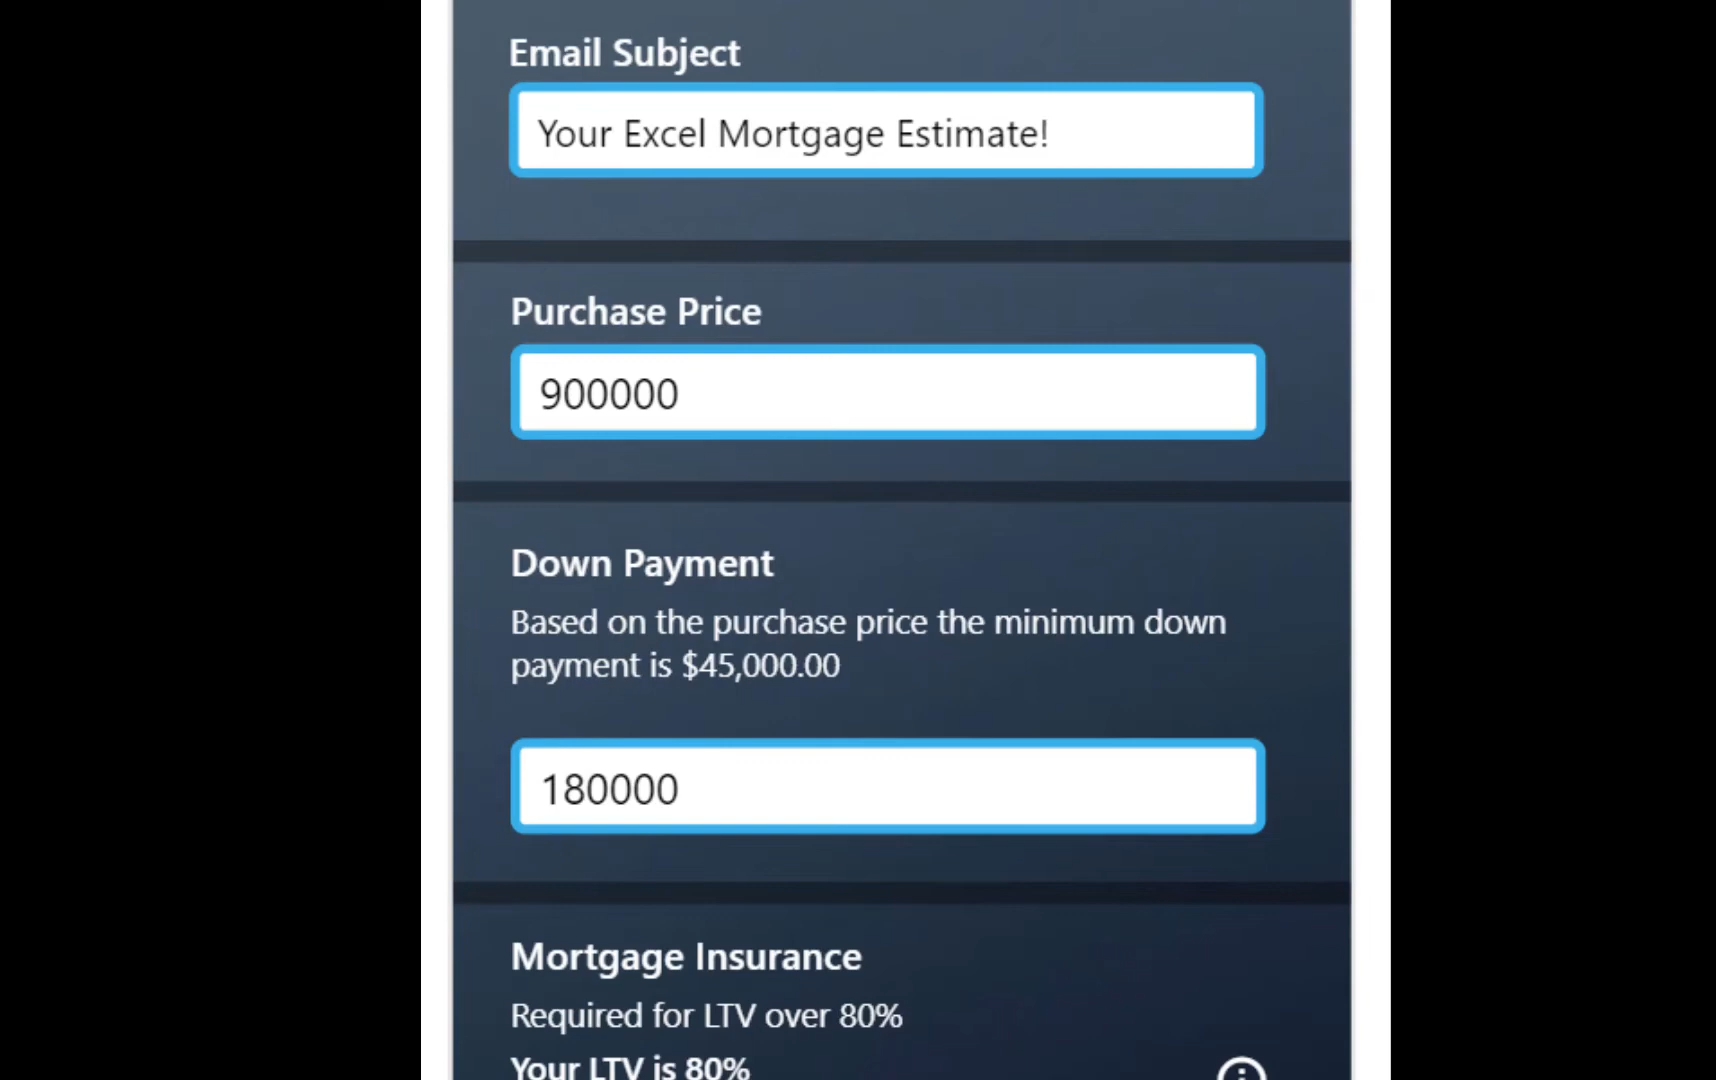 Email Subject
Your Excel Mortgage Estimate!
Purchase Price
900000
Down Payment
Based on the purchase price the minimum down
payment is $45,000.00
180000
Mortgage Insurance
Required for LTV over 80%
Your LTV is 80%